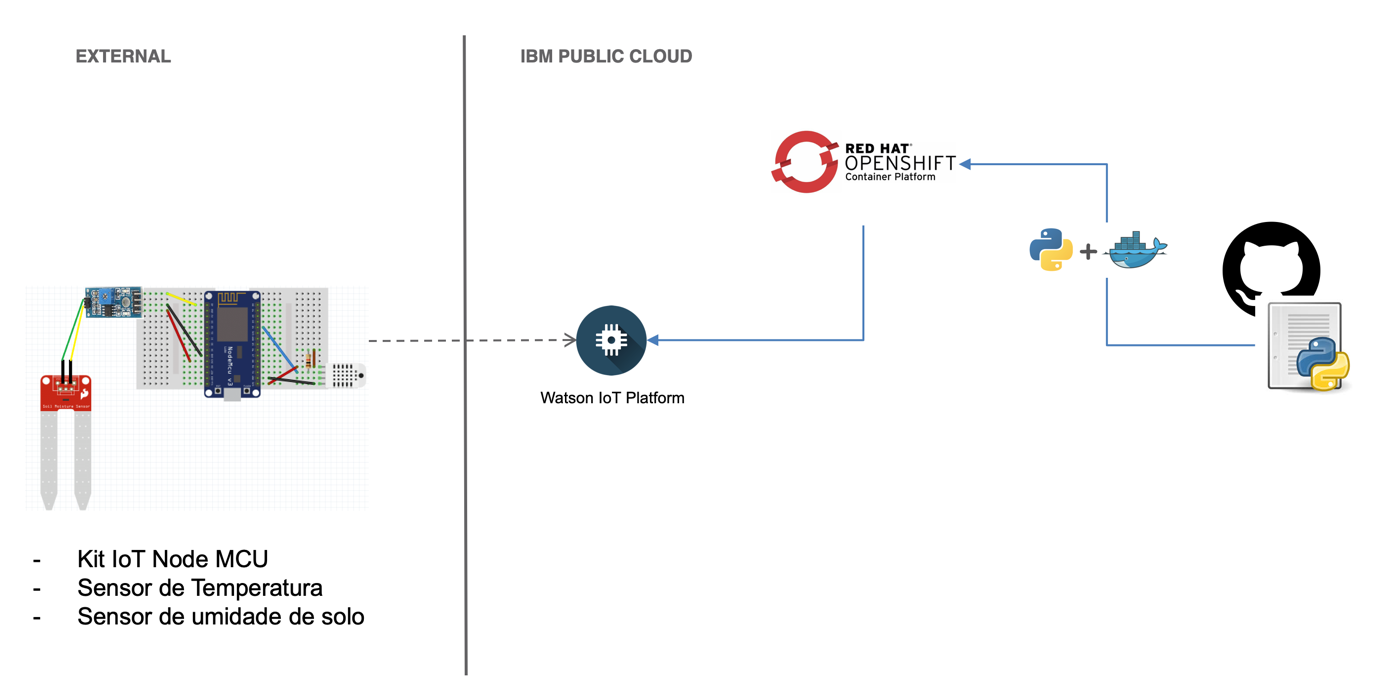 EXTERNAL
IBM PUBLIC CLOUD
RED HAT
OPENSHIFT
Container Platform
NodeMcu v3
Soil Moisture Sensor
Watson IoT Platform
- Kit IoT Node MCU
- Sensor de Temperatura
- Sensor de umidade de solo